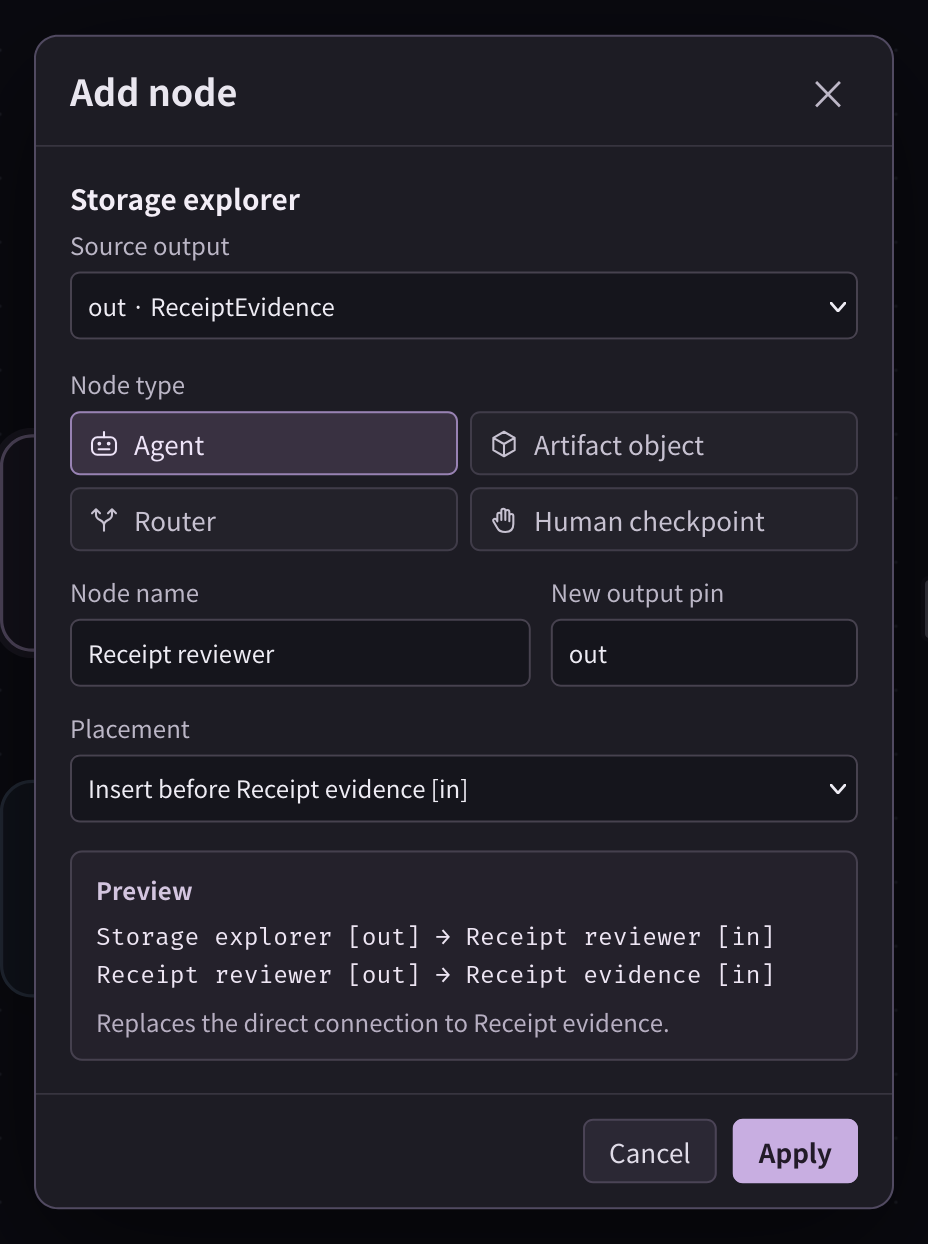 Add node
Storage explorer
Source output
out · ReceiptEvidence
Node type
Agent
Artifact object
Router
Human checkpoint
Node name
New output pin
Receipt reviewer
out
Placement
Insert before Receipt evidence [in]
Preview
Storage explorer [out] → Receipt reviewer [in]
Receipt reviewer [out] → Receipt evidence [in]
Replaces the direct connection to Receipt evidence.
Cancel
Apply